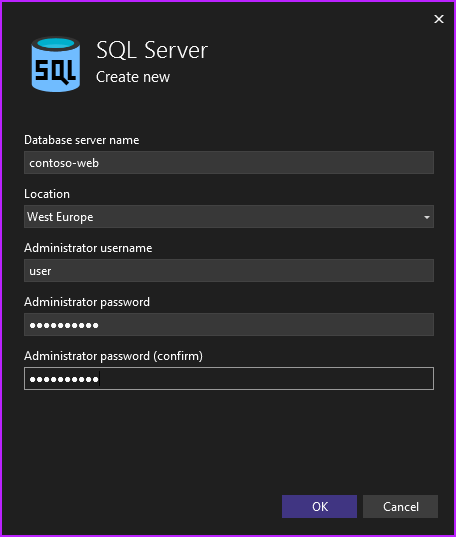 SQL
SQL Server
Create new
Database server name
contoso-web
Location
West Europe
Administrator username
user
Administrator password
●●●●●●●●●●
Administrator password (confirm)
●●●●●●●●●●
OK Cancel